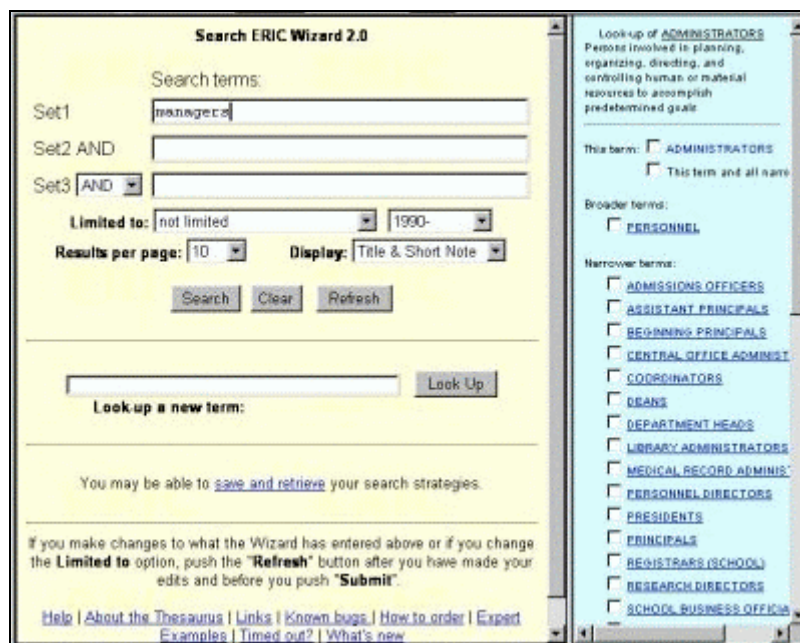 Search ERIC Wizard 2.0
Search terms:
Set1 managers
Set2 AND
Set3 AND
Limited to: not limited 1990-
Results per page: 10 Display: Title & Short Note
Search Clear Refresh
Look Up
Look-up a new term:
You may be able to save and retrieve your search strategies.
If you make changes to what the Wizard has entered above or if you change
the Limited to option, push the "Refresh" button after you have made your
edits and before you push "Submit".
Help | About the Thesaurus | Links | Known bugs | How to order | Expert
Examples | Timed out? | What's new
Look-up of ADMINISTRATORS
Persons involved in planning,
organizing, directing, and
controlling human or material
resources to accomplish
predetermined goals
This term: ADMINISTRATORS
This term and all narro
Broader terms:
PERSONNEL
Narrower terms:
ADMISSIONS OFFICERS
ASSISTANT PRINCIPALS
BEGINNING PRINCIPALS
CENTRAL OFFICE ADMINIST
COORDINATORS
DEANS
DEPARTMENT HEADS
LIBRARY ADMINISTRATORS
MEDICAL RECORD ADMINIS
PERSONNEL DIRECTORS
PRESIDENTS
PRINCIPALS
REGISTRARS (SCHOOL)
RESEARCH DIRECTORS
SCHOOL BUSINESS OFFICIA